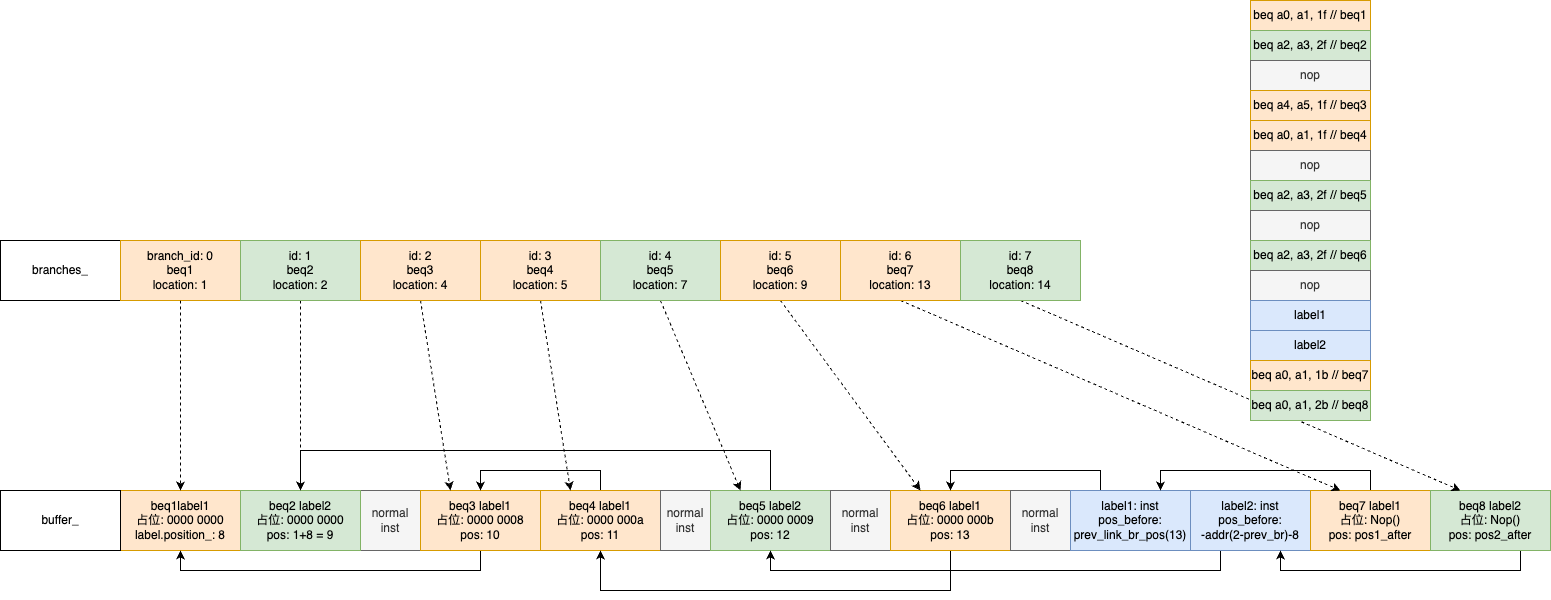 beq a0, a1, 1f // beq1
beq a2, a3, 2f // beq2
nop
beq a4, a5, 1f // beq3
beq a0, a1, 1f // beq4
nop
beq a2, a3, 2f // beq5
nop
beq a2, a3, 2f // beq6
nop
label1
label2
beq a0, a1, 1b // beq7
beq a0, a1, 2b // beq8
branches_
branch_id: 0
beq1
location: 1
id: 1
beq2
location: 2
id: 2
beq3
location: 4
id: 3
beq4
location: 5
id: 4
beq5
location: 7
id: 5
beq6
location: 9
id: 6
beq7
location: 13
id: 7
beq8
location: 14
buffer_
beq1label1
占位: 0000 0000
label.position_: 8
beq2 label2
占位: 0000 0000
pos: 1+8 = 9
normal
inst
beq3 label1
占位: 0000 0008
pos: 10
beq4 label1
占位: 0000 000a
pos: 11
normal
inst
beq5 label2
占位: 0000 0009
pos: 12
normal
inst
beq6 label1
占位: 0000 000b
pos: 13
normal
inst
label1: inst
pos_before:
prev_link_br_pos(13)
label2: inst
pos_before:
-addr(2-prev_br)-8
beq7 label1
占位: Nop()
pos: pos1_after
beq8 label2
占位: Nop()
pos: pos2_after